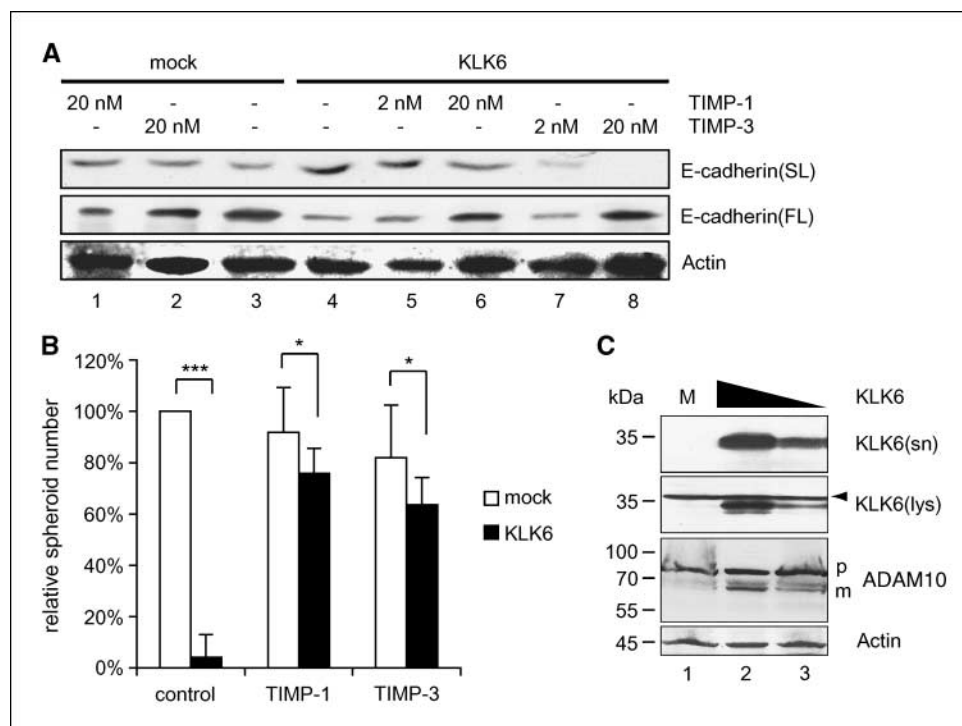 A
mock KLK6
20 nM - - - 2 nM 20 nM - - TIMP-1
- 20 nM - - - - 2 nM 20 nM TIMP-3
E-cadherin(SL)
E-cadherin(FL)
Actin
1 2 3 4 5 6 7 8
B
relative spheroid number
120%
100%
80%
60%
40%
20%
0%
***
*
*
control TIMP-1 TIMP-3
mock
KLK6
C
kDa M KLK6
35 KLK6(sn)
35 KLK6(lys)
100
70
55
p
m
ADAM10
45 Actin
1 2 3